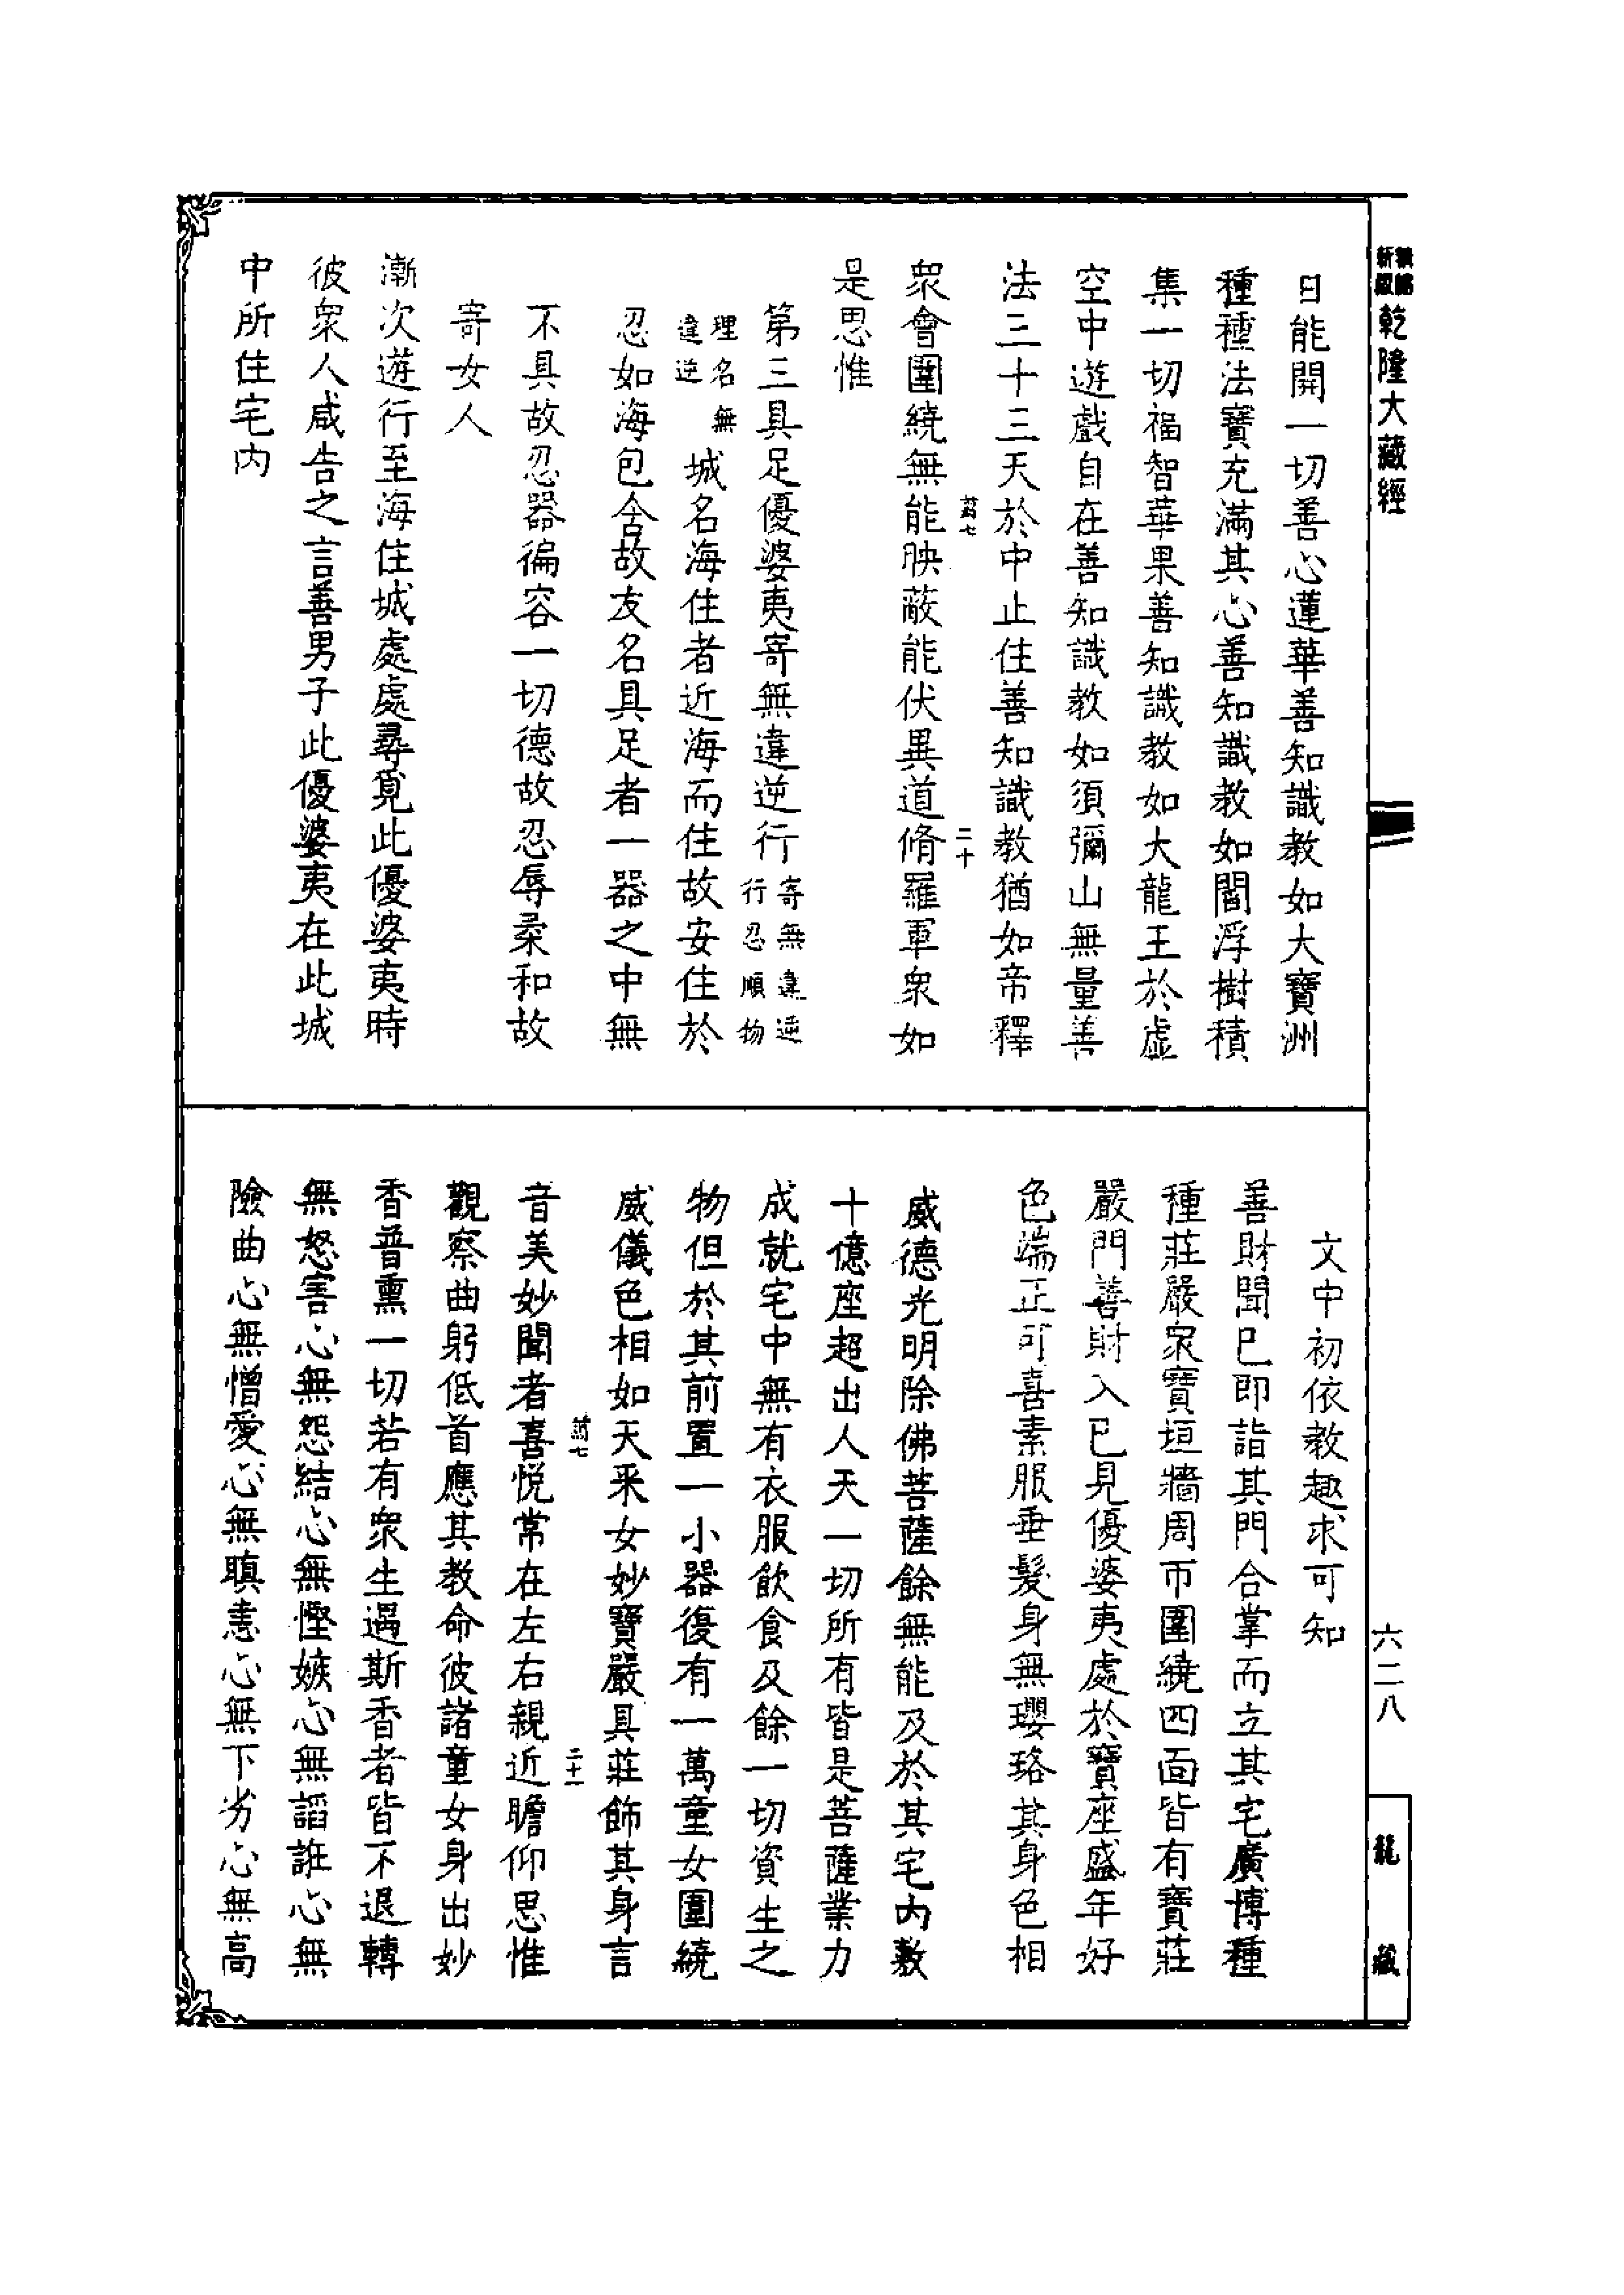 新編縮版
乾隆大藏經
日能開一切善心蓮華善知識教如大寶洲
種種法寶充滿其心善知識教如閻浮樹積
集一切福智華果善知識教如大龍王於虛
空中遊戲自在善知識教如須彌山無量善
法三十三天於中止住善知識教猶如帝釋
眾會圍繞無能映蔽能伏異道脩羅軍眾如
是思惟
第三具足優婆夷寄無違逆行寄無違逆行忍順物
理名無違逆城名海住者近海而住故安住於
忍如海包含故友名具足者一器之中無
不具故忍器徧容一切德故忍辱柔和故
寄女人
漸次遊行至海住城處處尋覓此優婆夷時
彼衆人咸告之言善男子此優婆夷在此城
中所住宅內
文中初依教趣求可知
善財聞已即詣其門合掌而立其宅廣博種
種莊嚴衆寶垣牆周帀圍繞四面皆有寶莊
嚴門善財入已見優婆夷處於寶座盛年好
色端正可喜素服垂髮身無瓔珞其身色相
威德光明除佛菩薩餘無能及於其宅內敷
十億座超出人天一切所有皆是菩薩業力
成就宅中無有衣服飲食及餘一切資生之
物但於其前置一小器復有一萬童女圍繞
威儀色相如天釆女妙寶嚴具莊飾其身言
音美妙聞者喜悅常在左右親近瞻仰思惟
觀察曲躬低首應其教命彼諸童女身出妙
香普熏一切若有衆生遇斯香者皆不退轉
無怒害心無怨結心無慳嫉心無諂誑心無
險曲心無憎愛心無瞋恚心無下劣心無高
二十
二十一
六二八
龍藏